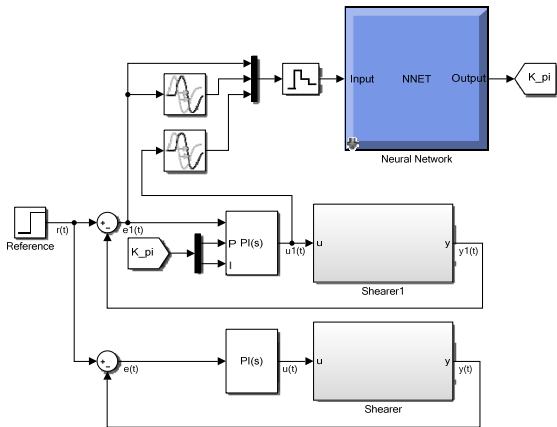 Input NNET Output
K_pi
Neural Network
Reference
r(t)
+
-
e1(t)
K_pi
P PI(s)
I
u1(t)
u y
y1(t)
Shearer1
+
-
e(t)
PI(s)
u(t)
u y
y(t)
Shearer